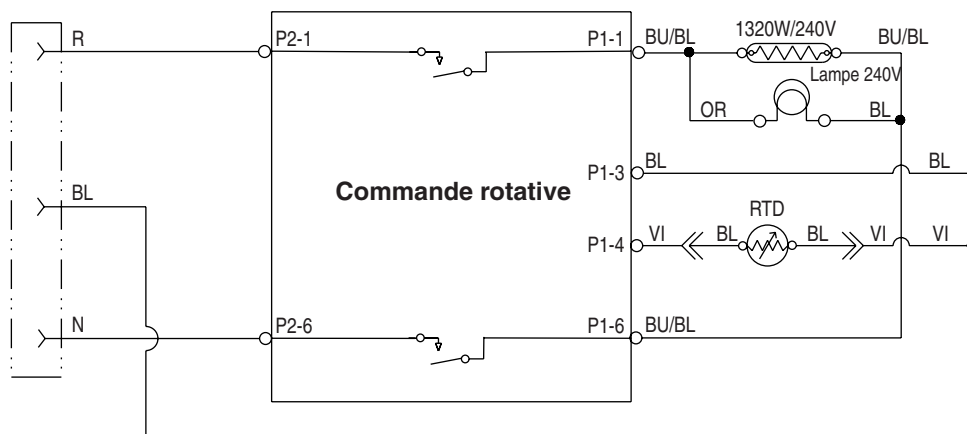 R
P2-1
P1-1
BU/BL
1320W/240V
BU/BL
Lampe 240V
OR
BL
BL
P1-3
BL
BL
Commande rotative
RTD
P1-4
VI
BL
BL
VI
VI
N
P2-6
P1-6
BU/BL